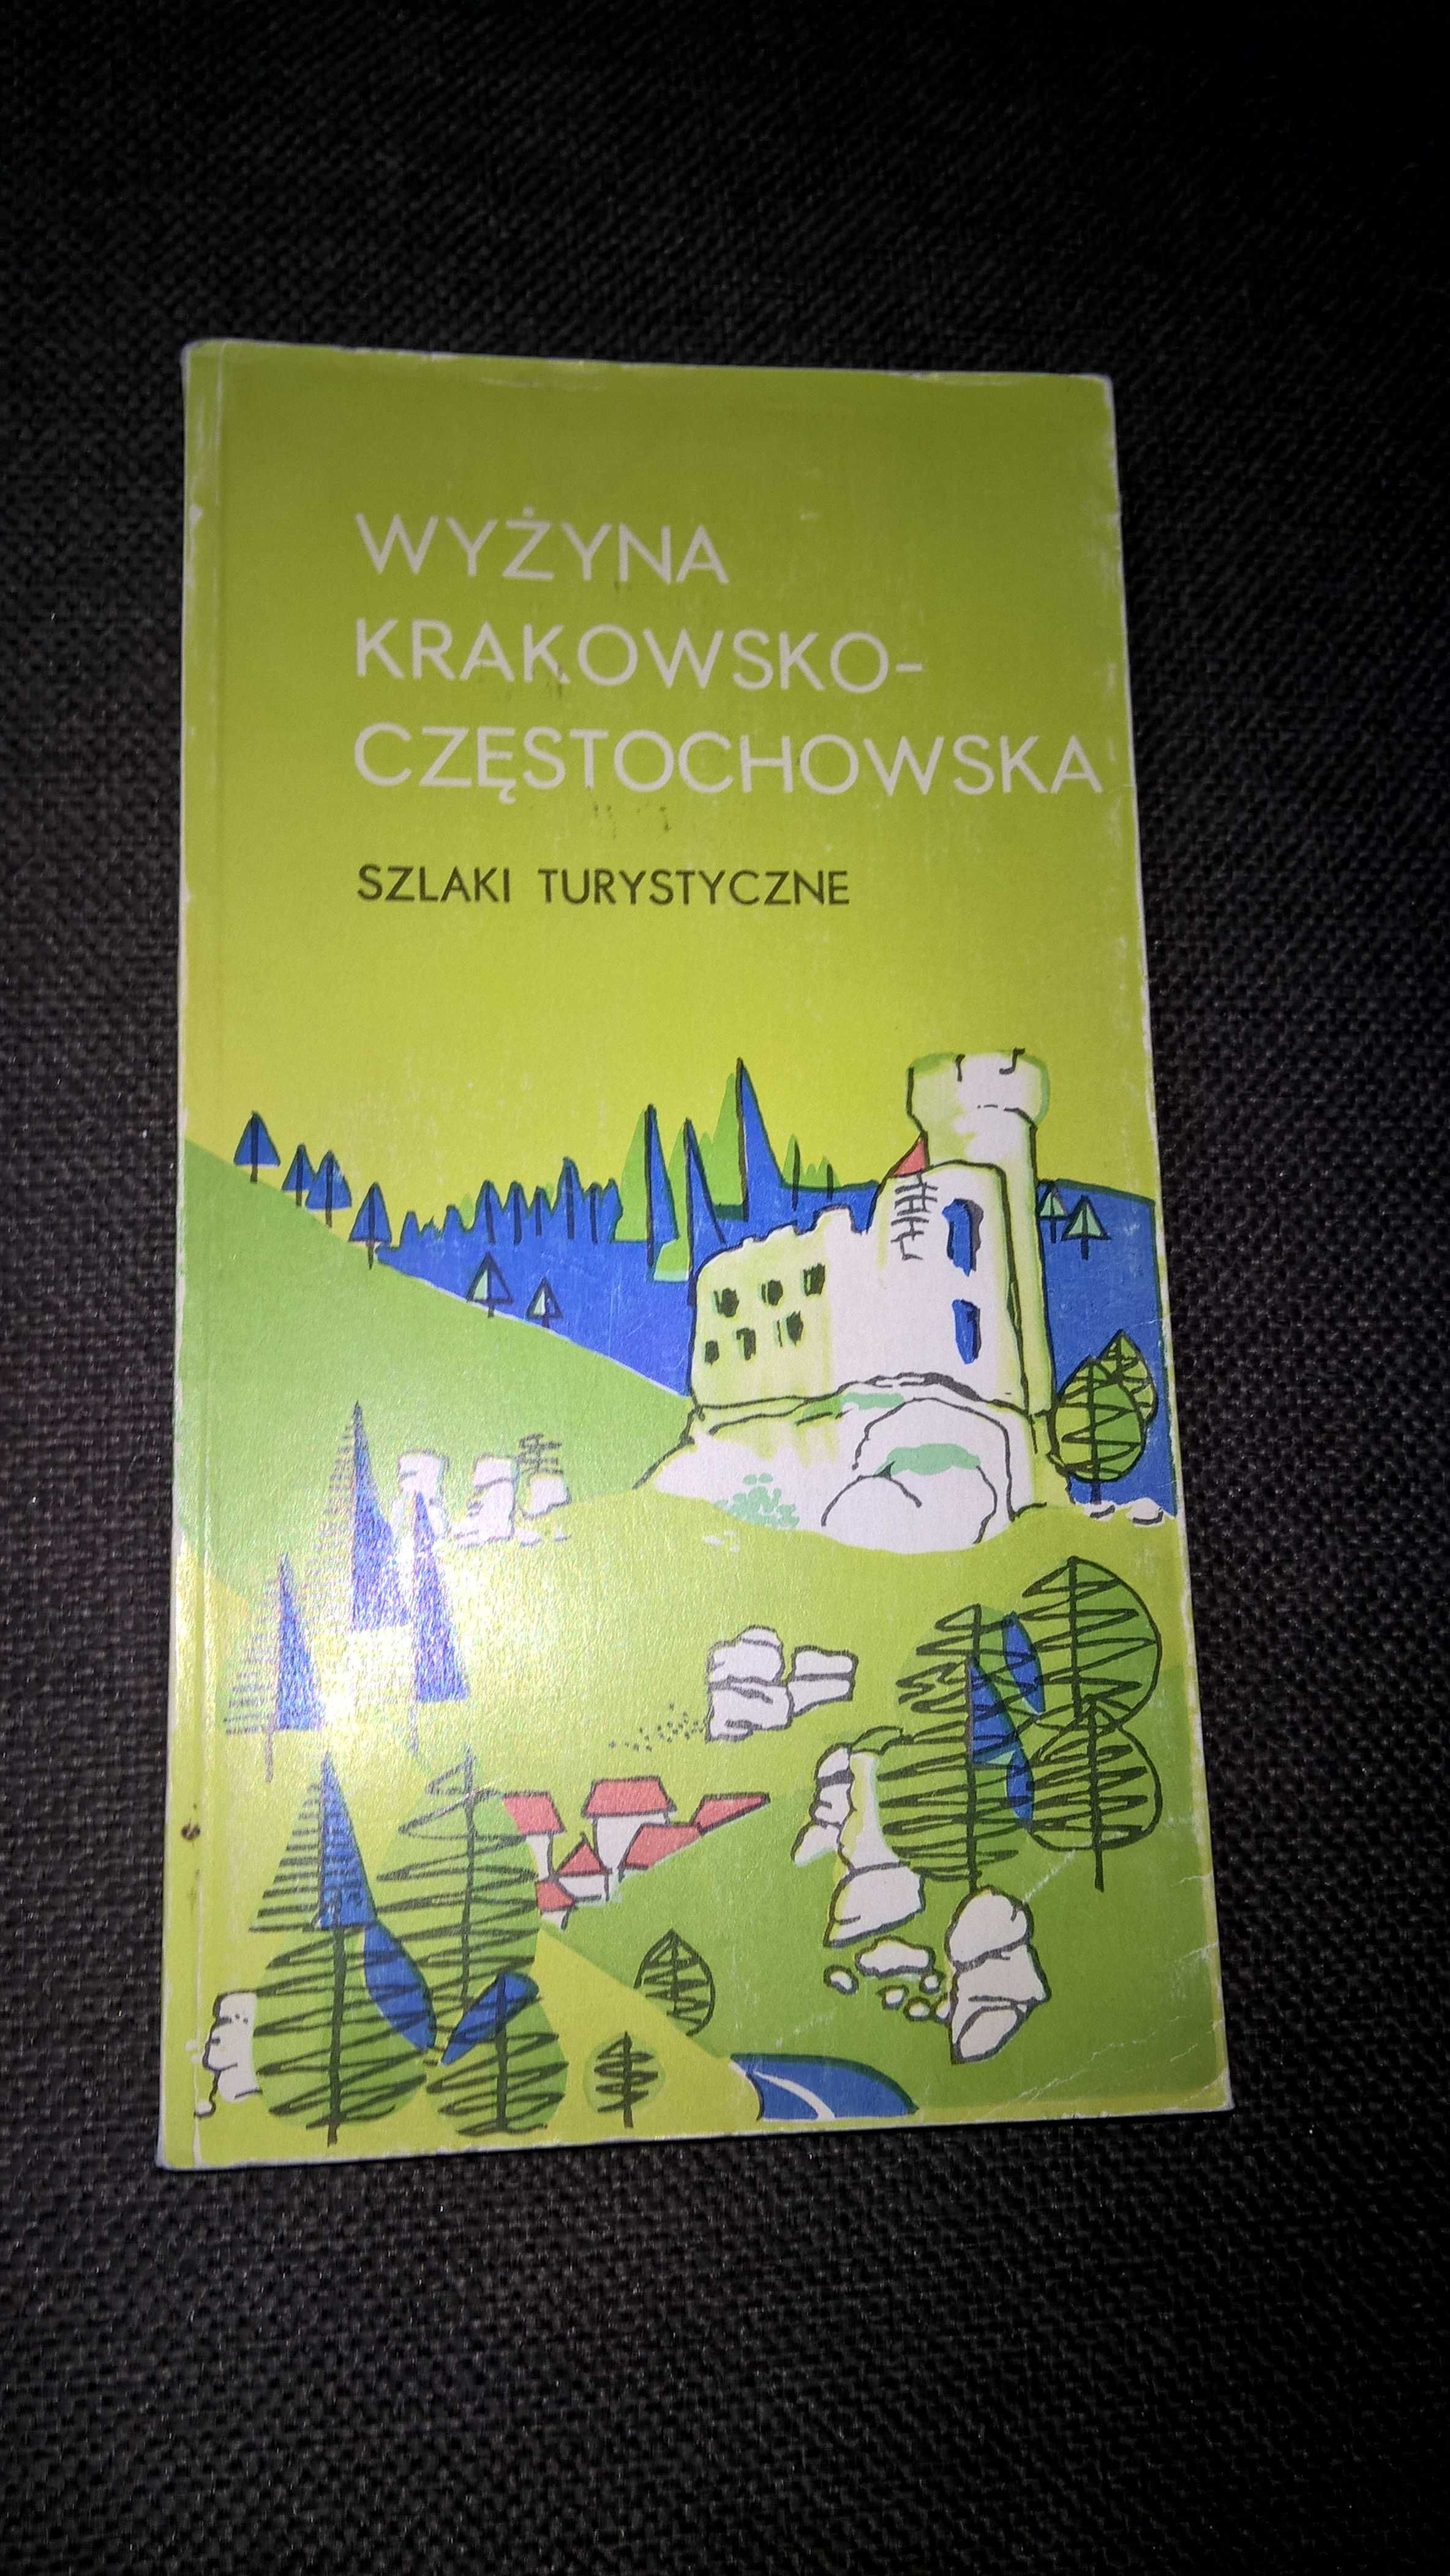 WYŻYNA
KRAKOWSKO-
CZĘSTOCHOWSKA
SZLAKI TURYSTYCZNE